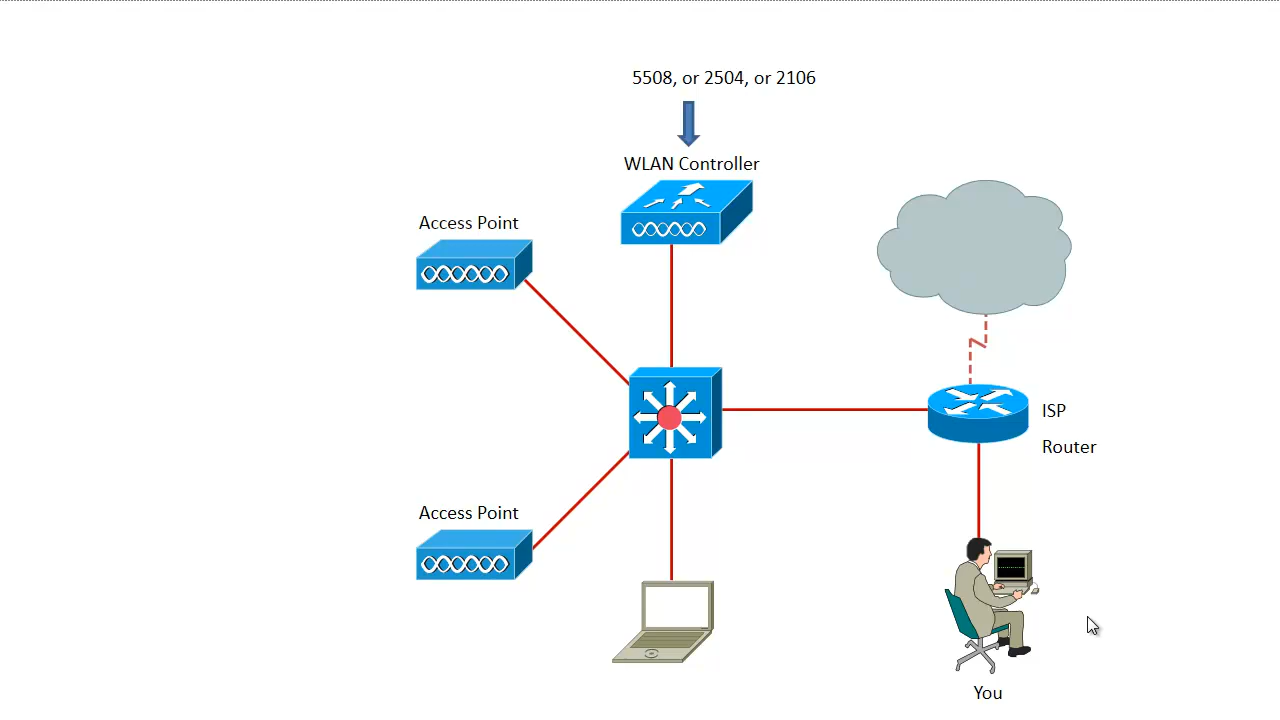 5508, or 2504, or 2106
WLAN Controller
Access Point
ISP
Router
Access Point
You